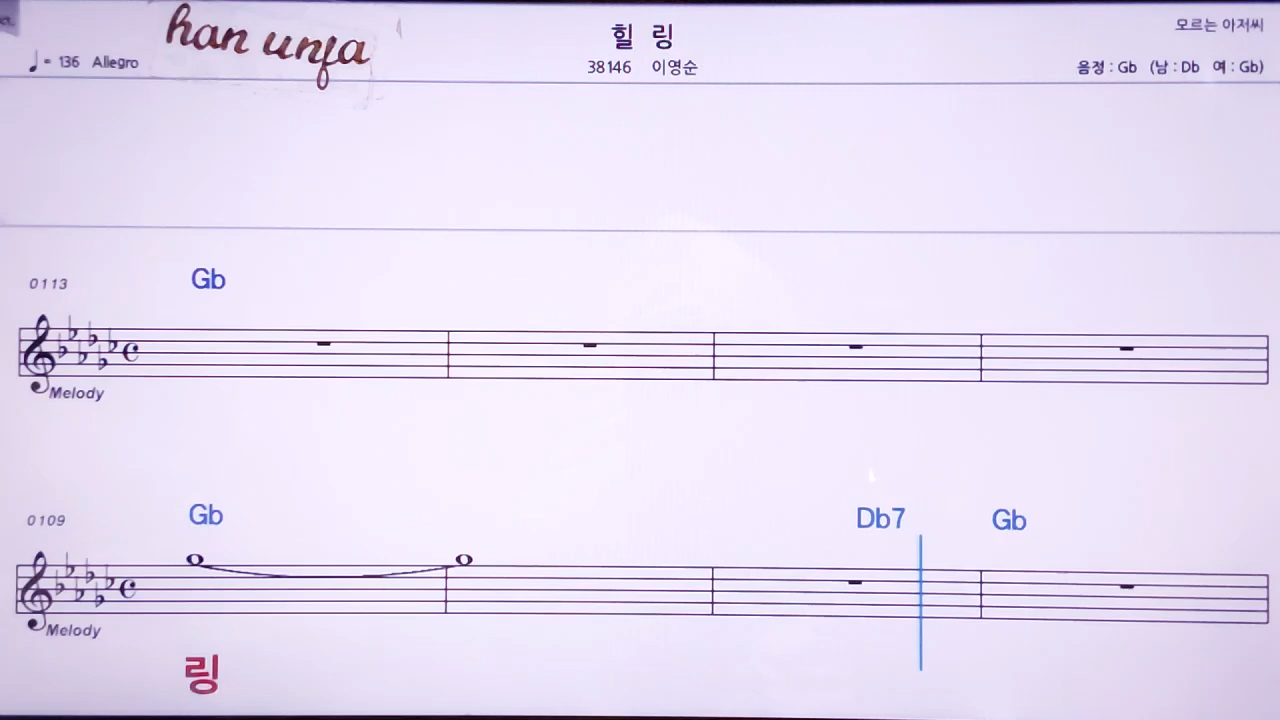 han unfa
힐 링
모르는 아저씨
♩= 136 Allegro
38146 이영순
음정 : Gb (남 : Db 여 : Gb)
0113
Gb
Melody
0109
Gb Db7 Gb
Melody
링